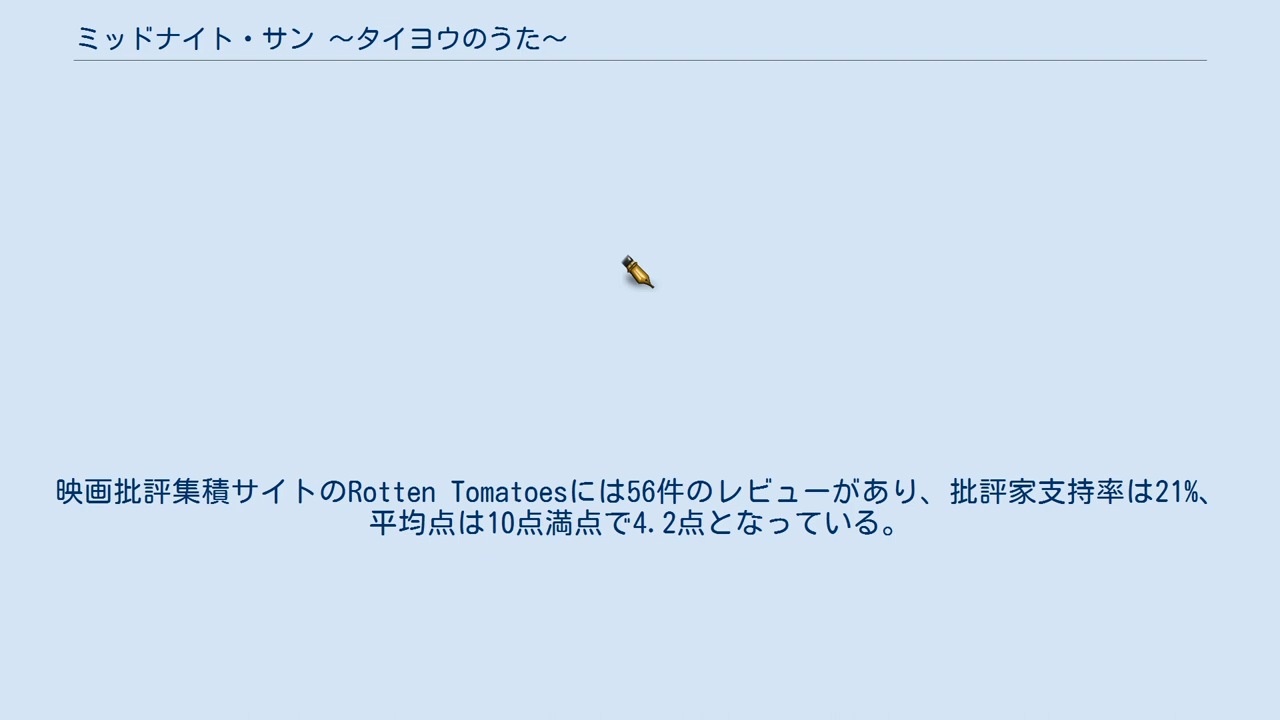 ミッドナイト・サン ～タイヨウのうた～
映画批評集積サイトのRotten Tomatoesには56件のレビューがあり、批評家支持率は21%、
平均点は10点満点で4.2点となっている。